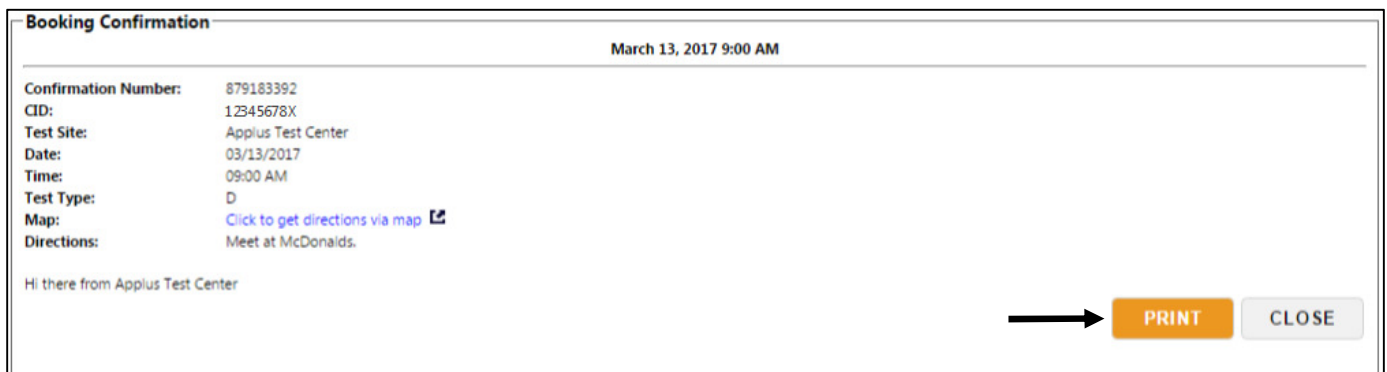 Booking Confirmation
March 13, 2017 9:00 AM
Confirmation Number: 879183392
CID: 12345678X
Test Site: Applus Test Center
Date: 03/13/2017
Time: 09:00 AM
Test Type: D
Map: Click to get directions via map
Directions: Meet at McDonalds.
Hi there from Applus Test Center
PRINT CLOSE